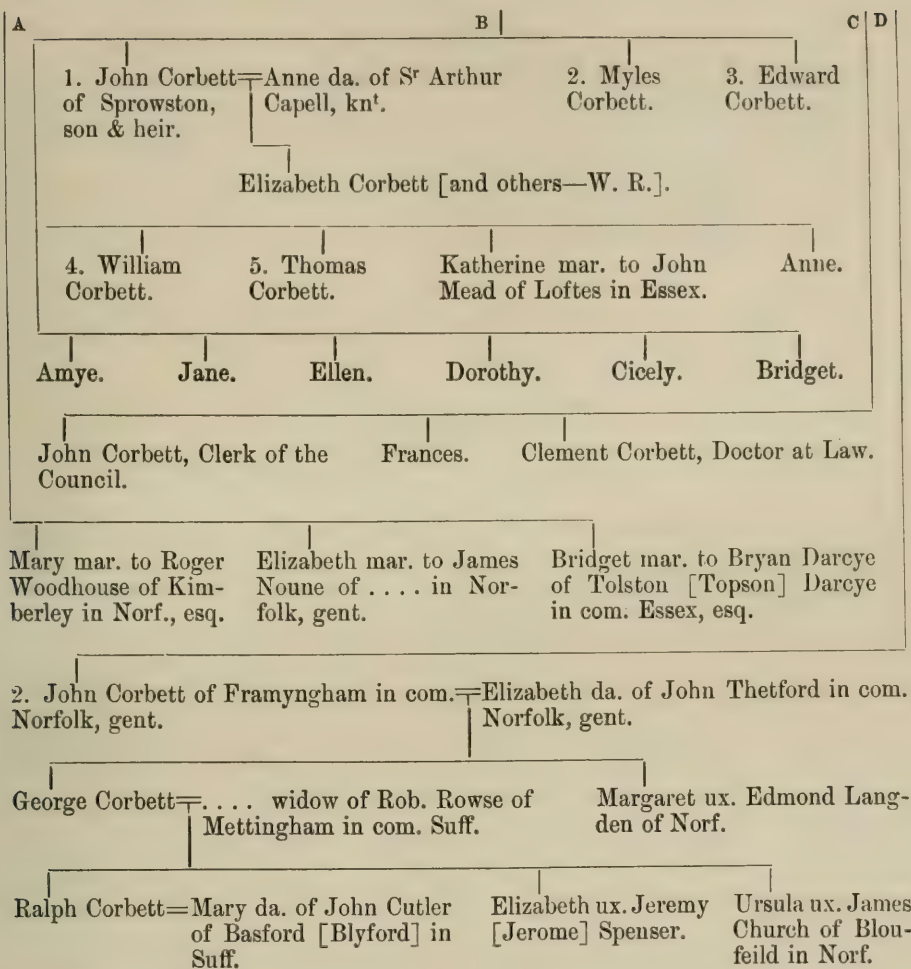 A B C D
1. John Corbett=Anne da. of Sʳ Arthur 2. Myles 3. Edward
of Sprowston, Capell, knᵗ. Corbett. Corbett.
son & heir.
Elizabeth Corbett [and others—W. R.].
4. William 5. Thomas Katherine mar. to John Anne.
Corbett. Corbett. Mead of Loftes in Essex.
Amye. Jane. Ellen. Dorothy. Cicely. Bridget.
John Corbett, Clerk of the Frances. Clement Corbett, Doctor at Law.
Council.
Mary mar. to Roger Elizabeth mar. to James Bridget mar. to Bryan Darcye
Woodhouse of Kim- Noune of . . . . in Nor- of Tolston [Topson] Darcye
berley in Norf., esq. folk, gent. in com. Essex, esq.
2. John Corbett of Framyngham in com.=Elizabeth da. of John Thetford in com.
Norfolk, gent. Norfolk, gent.
George Corbett=. . . . widow of Rob. Rowse of Margaret ux. Edmond Lang-
Mettingham in com. Suff. den of Norf.
Ralph Corbett=Mary da. of John Cutler Elizabeth ux. Jeremy Ursula ux. James
of Basford [Blyford] in [Jerome] Spenser. Church of Blou-
Suff. feild in Norf.